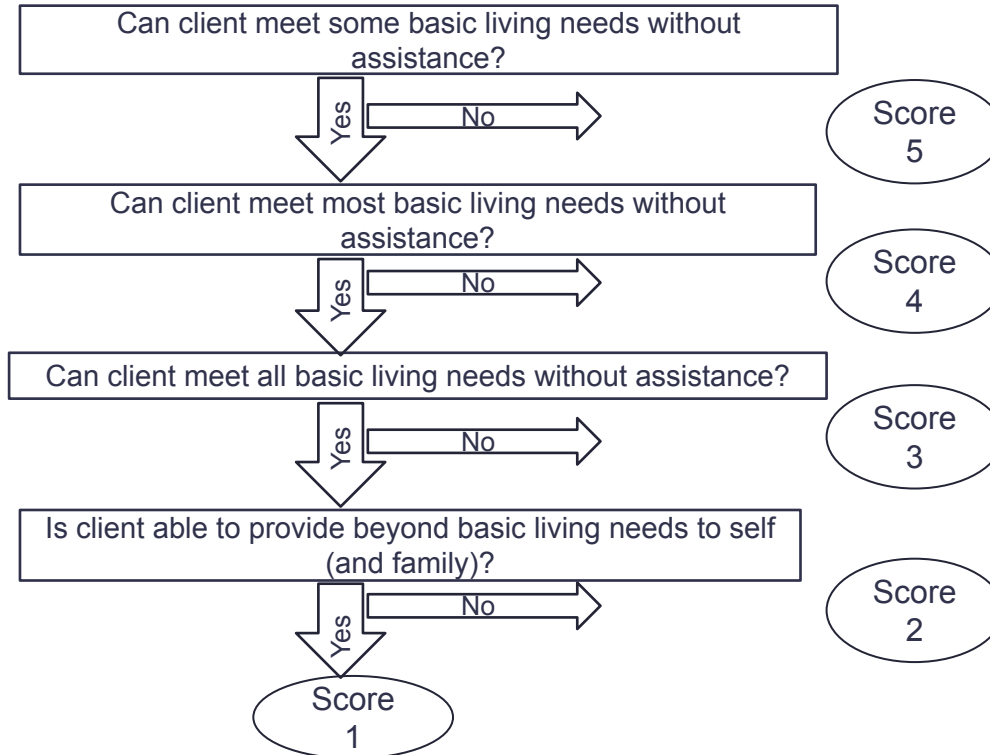 Can client meet some basic living needs without
assistance?
Yes
No
Score
5
Can client meet most basic living needs without
assistance?
Yes
No
Score
4
Can client meet all basic living needs without assistance?
Yes
No
Score
3
Is client able to provide beyond basic living needs to self
(and family)?
Yes
No
Score
2
Score
1